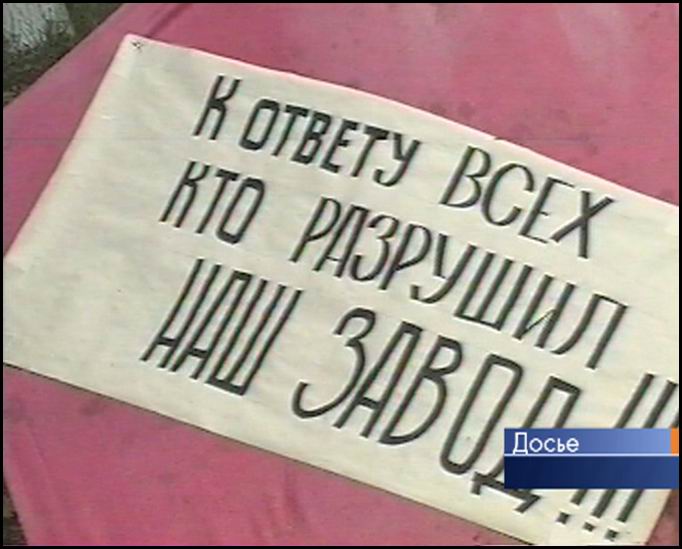 К ОТВЕТУ ВСЕХ
КТО РАЗРУШИЛ
НАШ ЗАВОД!!!
Досье